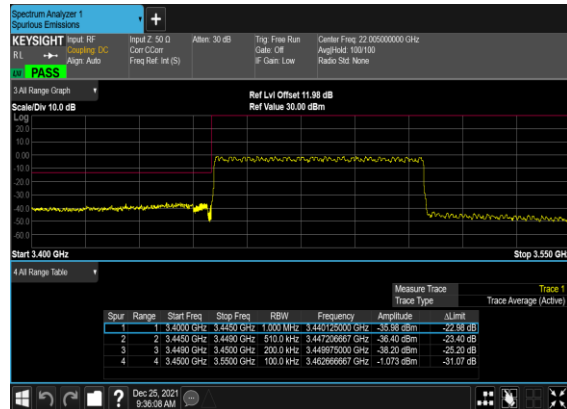 Spectrum Analyzer 1
Spurious Emissions
KEYSIGHT Input: RF Input Z: 50 Ω Atten: 30 dB Trig: Free Run Center Freq: 22.005000000 GHz
RL Coupling: DC Corr CCorr Gate: Off Avg|Hold: 100/100
Align: Auto Freq Ref: Int (S) IF Gain: Low Radio Std: None
PASS
3 All Range Graph
Ref Lvl Offset 11.98 dB
Scale/Div 10.0 dB Ref Value 30.00 dBm
Log
20.0
10.0
0.00
-10.0
-20.0
-30.0
-40.0
-50.0
-60.0
Start 3.400 GHz Stop 3.550 GHz
4 All Range Table
Measure Trace Trace 1
Trace Type Trace Average (Active)
Spur Range Start Freq Stop Freq RBW Frequency Amplitude ΔLimit
1 1 3.4000 GHz 3.4450 GHz 1.000 MHz 3.440125000 GHz -35.98 dBm -22.98 dB
2 2 3.4450 GHz 3.4490 GHz 510.0 kHz 3.447206667 GHz -36.40 dBm -23.40 dB
3 3 3.4490 GHz 3.4500 GHz 200.0 kHz 3.449975000 GHz -38.20 dBm -25.20 dB
4 4 3.4500 GHz 3.5500 GHz 100.0 kHz 3.462666667 GHz -1.073 dBm -31.07 dB
Dec 25, 2021
9:36:08 AM